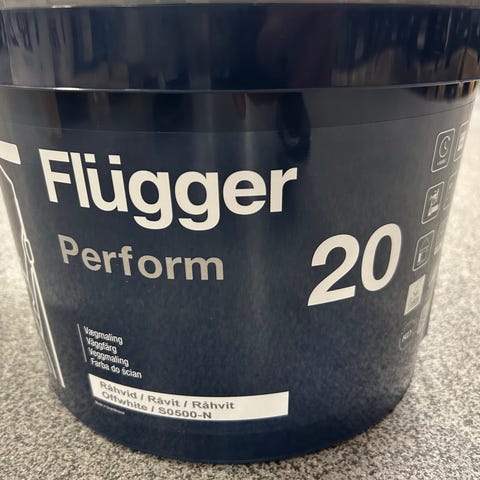 Flügger
Perform
20
Vægmaling
Väggfärg
Veggmaling
Farba do ścian
Råhvid / Råvit / Råhvit
Offwhite / S0500-N